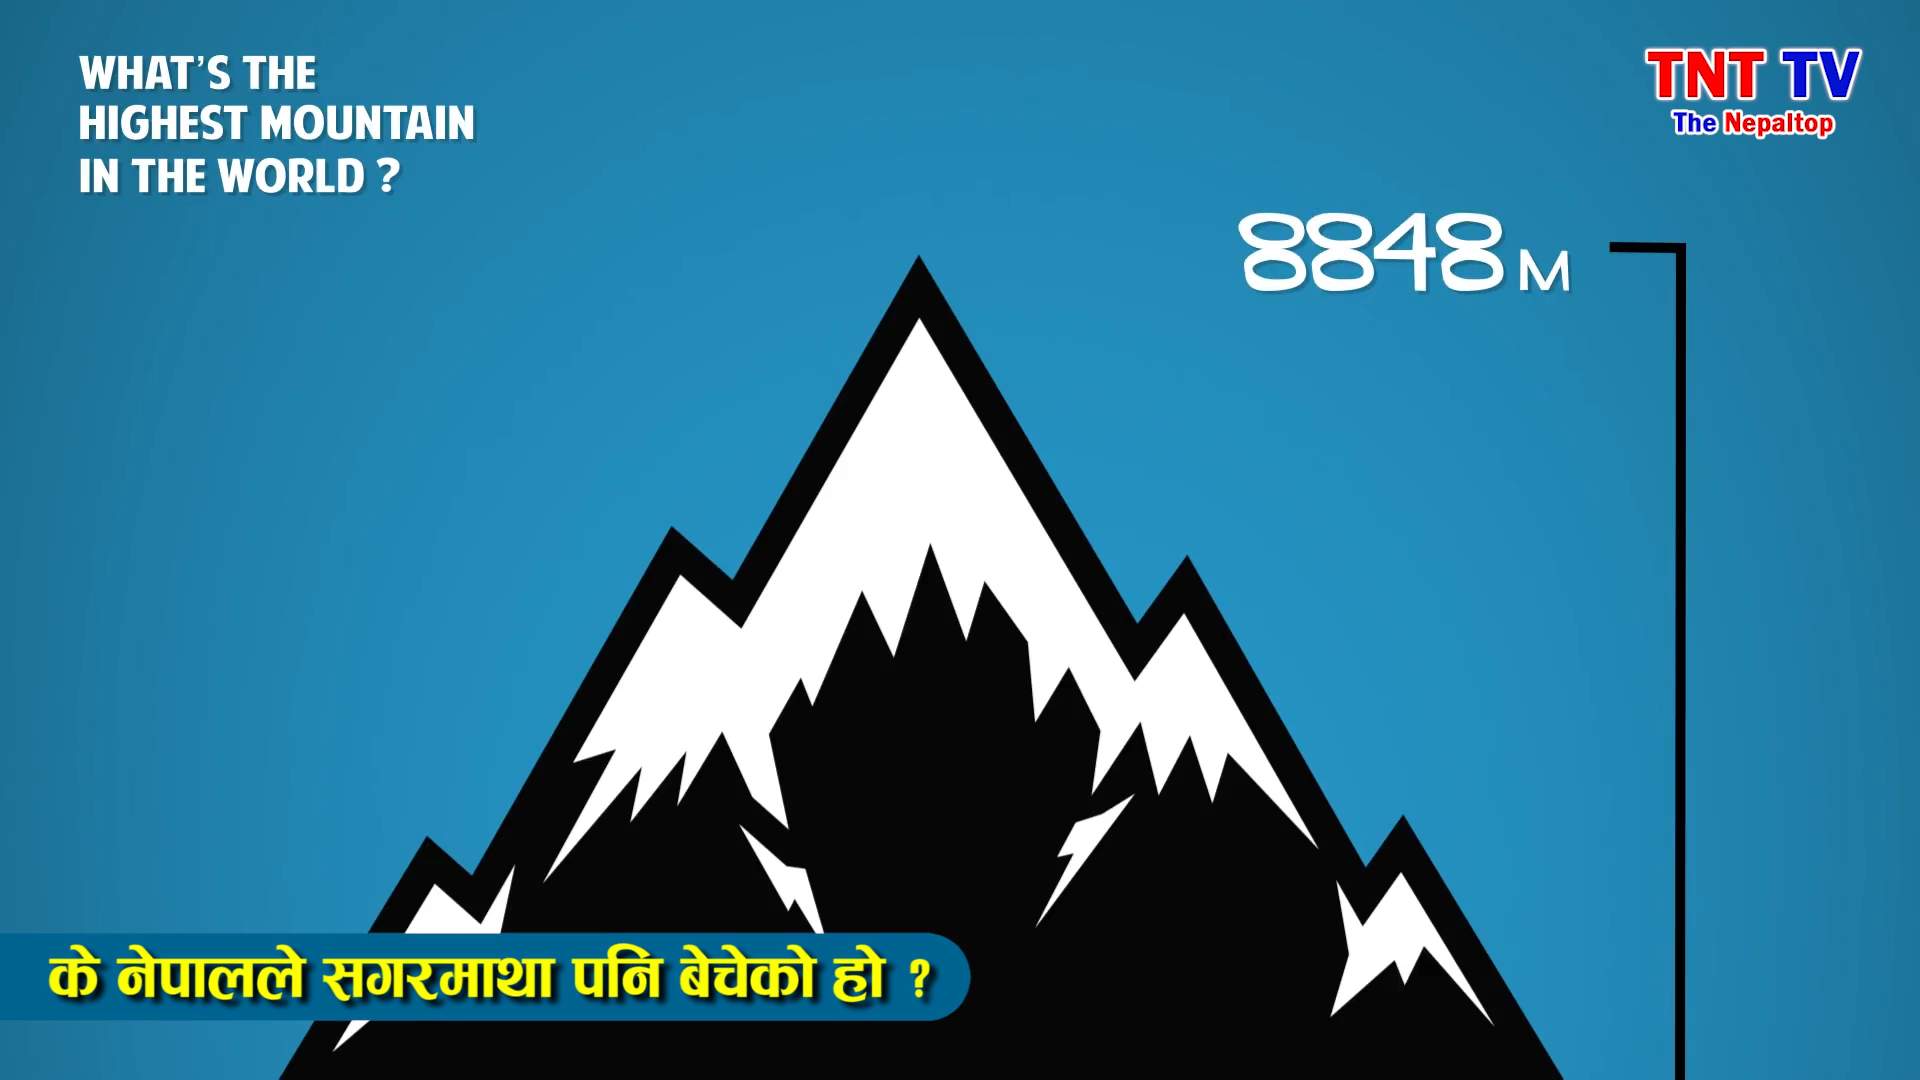 WHAT'S THE
HIGHEST MOUNTAIN
IN THE WORLD ?
TNT TV
The Nepaltop
8848 M
के नेपालले सगरमाथा पनि बेचेको हो ?